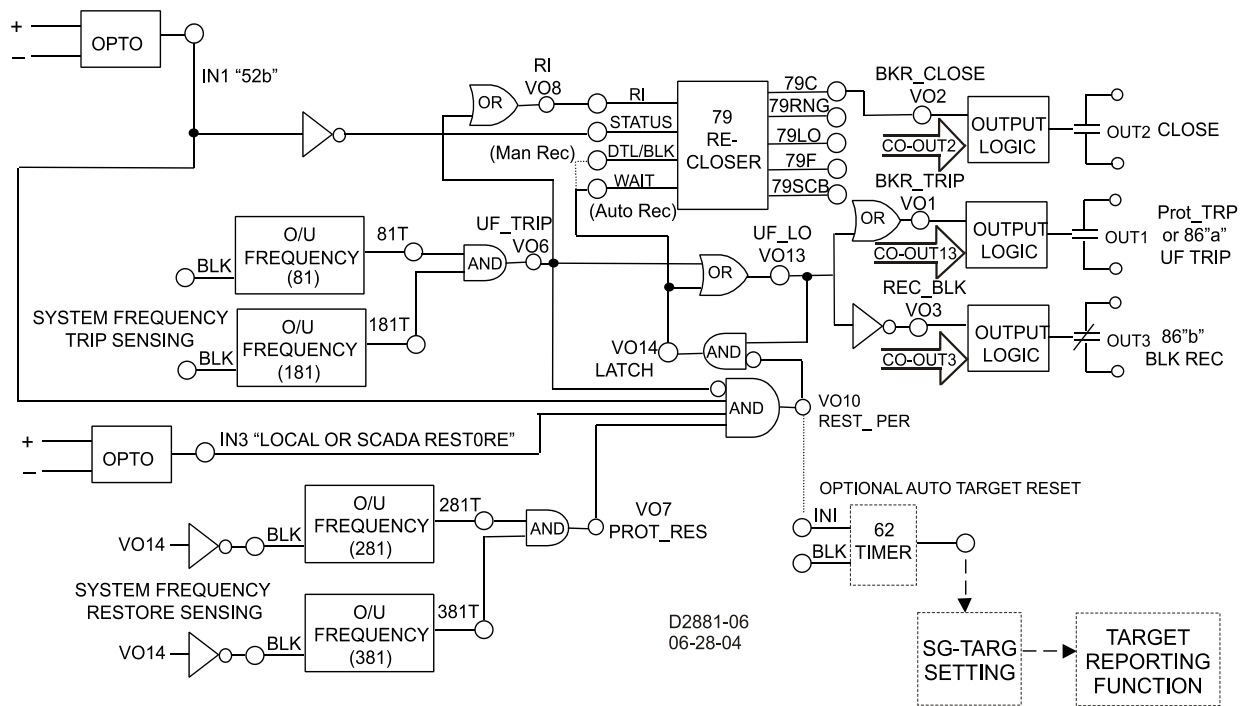 +
−
OPTO
IN1 "52b"
RI
VO8
OR
RI
STATUS
(Man Rec)
DTL/BLK
WAIT
(Auto Rec)
79
RE-
CLOSER
79C
79RNG
79LO
79F
79SCB
BKR_CLOSE
VO2
CO-OUT2
OUTPUT
LOGIC
OUT2 CLOSE
BKR_TRIP
VO1
OR
CO-OUT13
OUTPUT
LOGIC
OUT1
Prot_TRP
or 86"a"
UF TRIP
REC_BLK
VO3
CO-OUT3
OUTPUT
LOGIC
OUT3
86"b"
BLK REC
O/U
FREQUENCY
(81)
BLK
81T
UF_TRIP
VO6
AND
UF_LO
VO13
OR
SYSTEM FREQUENCY
TRIP SENSING
O/U
FREQUENCY
(181)
BLK
181T
VO14
LATCH
AND
AND
VO10
REST_PER
+
−
OPTO
IN3 "LOCAL OR SCADA REST0RE"
O/U
FREQUENCY
(281)
VO14
BLK
281T
AND
VO7
PROT_RES
SYSTEM FREQUENCY
RESTORE SENSING
O/U
FREQUENCY
(381)
VO14
BLK
381T
OPTIONAL AUTO TARGET RESET
INI
BLK
62
TIMER
D2881-06
06-28-04
SG-TARG
SETTING
TARGET
REPORTING
FUNCTION